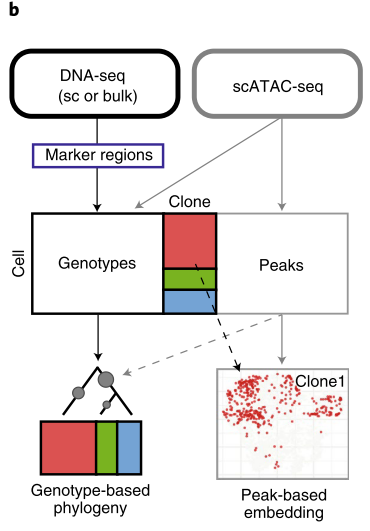 b
DNA-seq
(sc or bulk)
scATAC-seq
Marker regions
Clone
Cell
Genotypes
Peaks
Clone1
Genotype-based
phylogeny
Peak-based
embedding